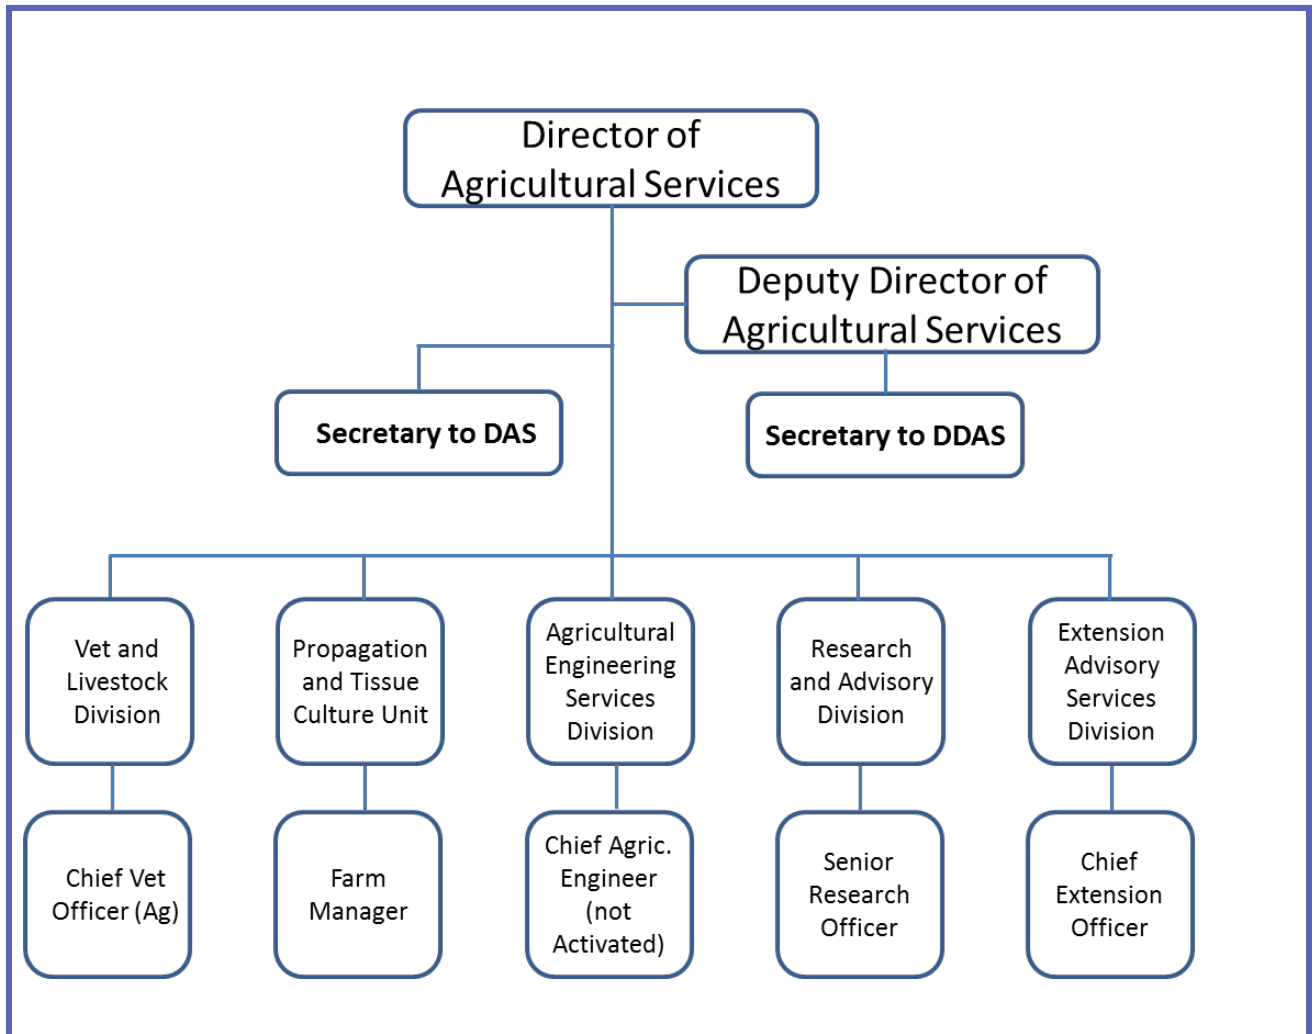 Director of
Agricultural Services
Deputy Director of
Agricultural Services
Secretary to DAS
Secretary to DDAS
Vet and
Livestock
Division
Propagation
and Tissue
Culture Unit
Agricultural
Engineering
Services
Division
Research
and Advisory
Division
Extension
Advisory
Services
Division
Chief Vet
Officer (Ag)
Farm
Manager
Chief Agric.
Engineer
(not
Activated)
Senior
Research
Officer
Chief
Extension
Officer